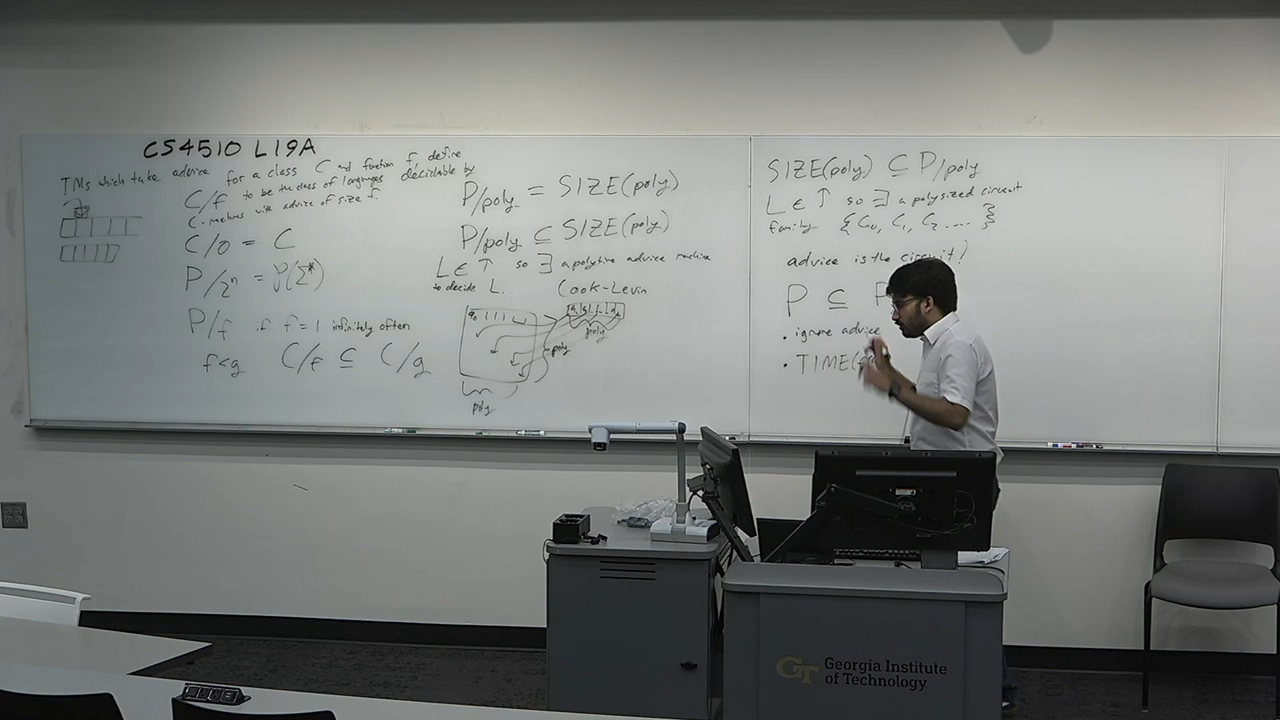 CS4510 L19A
TMs which take advice for a class C and function f, define
C/f to be the class of languages decidable by
C-machines with advice of size f.
C/0 = C
P/2ⁿ = P(Σ*)
P/f if f=1 infinitely often
f<g C/f ⊆ C/g
P/poly = SIZE(poly)
P/poly ⊆ SIZE(poly)
L ∈ ↑ so ∃ a polytime advice machine
to decide L. Cook-Levin
poly
poly
poly
SIZE(poly) ⊆ P/poly
L ∈ ↑ so ∃ a polysized circuit
family {C₀, C₁, C₂ .... }
advice is the circuit!
P ⊆ P
• ignore advice
• TIME(
Georgia Institute
of Technology
GT